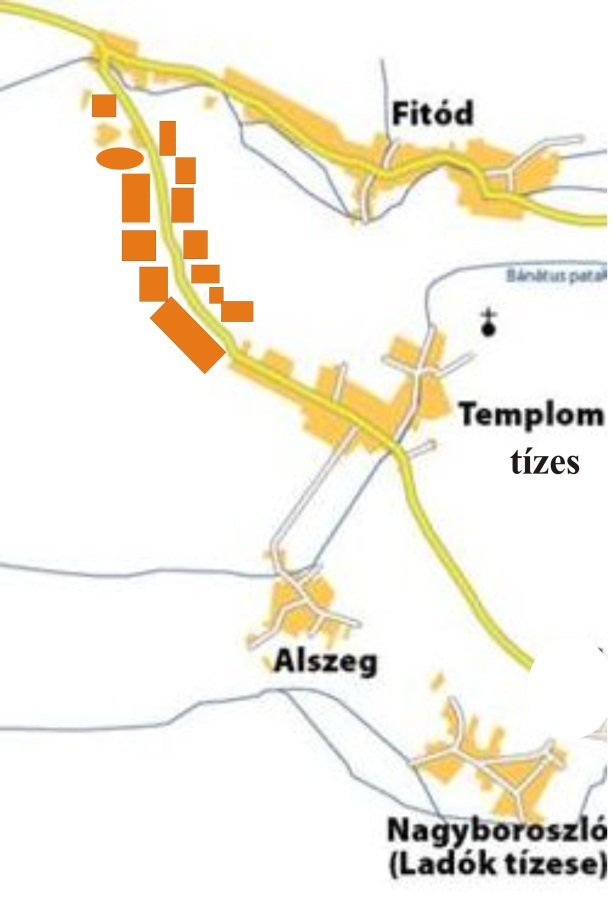 Fitód
Bánátus patak
Templom
tízes
Alszeg
Nagyboroszló
(Ladók tízese)